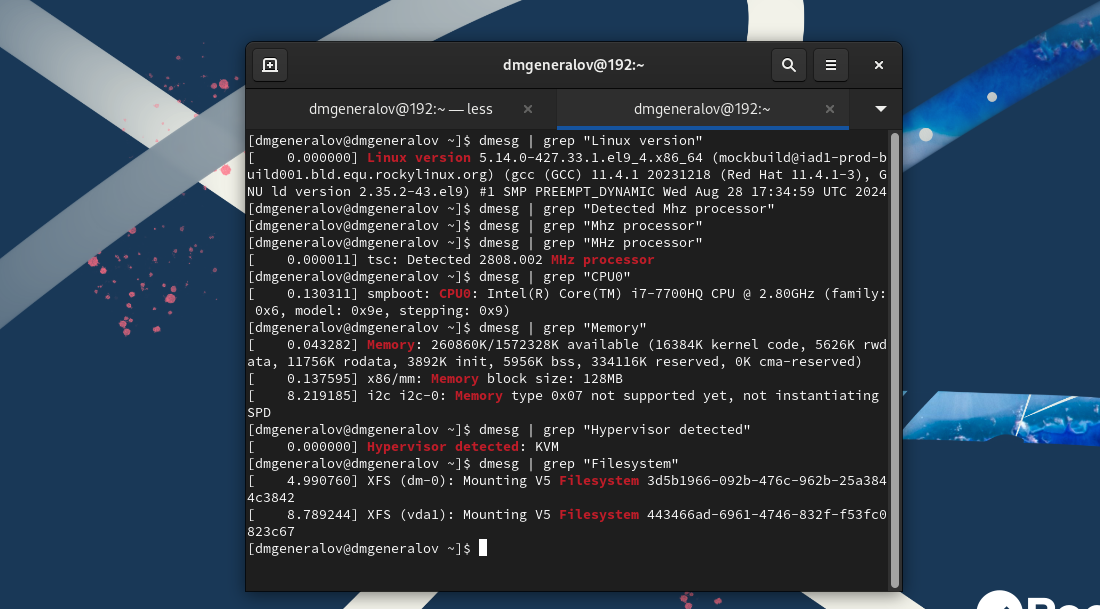 dmgeneralov@192:~
dmgeneralov@192:~ — less
dmgeneralov@192:~
[dmgeneralov@dmgeneralov ~]$ dmesg | grep "Linux version"
[    0.000000] Linux version 5.14.0-427.33.1.el9_4.x86_64 (mockbuild@iad1-prod-b
uild001.bld.equ.rockylinux.org) (gcc (GCC) 11.4.1 20231218 (Red Hat 11.4.1-3), G
NU ld version 2.35.2-43.el9) #1 SMP PREEMPT_DYNAMIC Wed Aug 28 17:34:59 UTC 2024
[dmgeneralov@dmgeneralov ~]$ dmesg | grep "Detected Mhz processor"
[dmgeneralov@dmgeneralov ~]$ dmesg | grep "Mhz processor"
[dmgeneralov@dmgeneralov ~]$ dmesg | grep "MHz processor"
[    0.000011] tsc: Detected 2808.002 MHz processor
[dmgeneralov@dmgeneralov ~]$ dmesg | grep "CPU0"
[    0.130311] smpboot: CPU0: Intel(R) Core(TM) i7-7700HQ CPU @ 2.80GHz (family:
 0x6, model: 0x9e, stepping: 0x9)
[dmgeneralov@dmgeneralov ~]$ dmesg | grep "Memory"
[    0.043282] Memory: 260860K/1572328K available (16384K kernel code, 5626K rwd
ata, 11756K rodata, 3892K init, 5956K bss, 334116K reserved, 0K cma-reserved)
[    0.137595] x86/mm: Memory block size: 128MB
[    8.219185] i2c i2c-0: Memory type 0x07 not supported yet, not instantiating
SPD
[dmgeneralov@dmgeneralov ~]$ dmesg | grep "Hypervisor detected"
[    0.000000] Hypervisor detected: KVM
[dmgeneralov@dmgeneralov ~]$ dmesg | grep "Filesystem"
[    4.990760] XFS (dm-0): Mounting V5 Filesystem 3d5b1966-092b-476c-962b-25a384
4c3842
[    8.789244] XFS (vda1): Mounting V5 Filesystem 443466ad-6961-4746-832f-f53fc0
823c67
[dmgeneralov@dmgeneralov ~]$